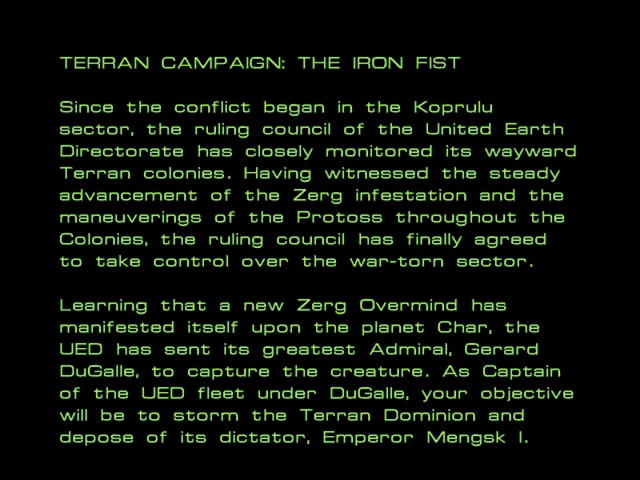 TERRAN CAMPAIGN: THE IRON FIST
Since the conflict began in the Koprulu
sector, the ruling council of the United Earth
Directorate has closely monitored its wayward
Terran colonies. Having witnessed the steady
advancement of the Zerg infestation and the
maneuverings of the Protoss throughout the
Colonies, the ruling council has finally agreed
to take control over the war-torn sector.
Learning that a new Zerg Overmind has
manifested itself upon the planet Char, the
UED has sent its greatest Admiral, Gerard
DuGalle, to capture the creature. As Captain
of the UED fleet under DuGalle, your objective
will be to storm the Terran Dominion and
depose of its dictator, Emperor Mengsk I.